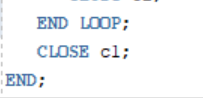 END LOOP;
CLOSE c1;
END;